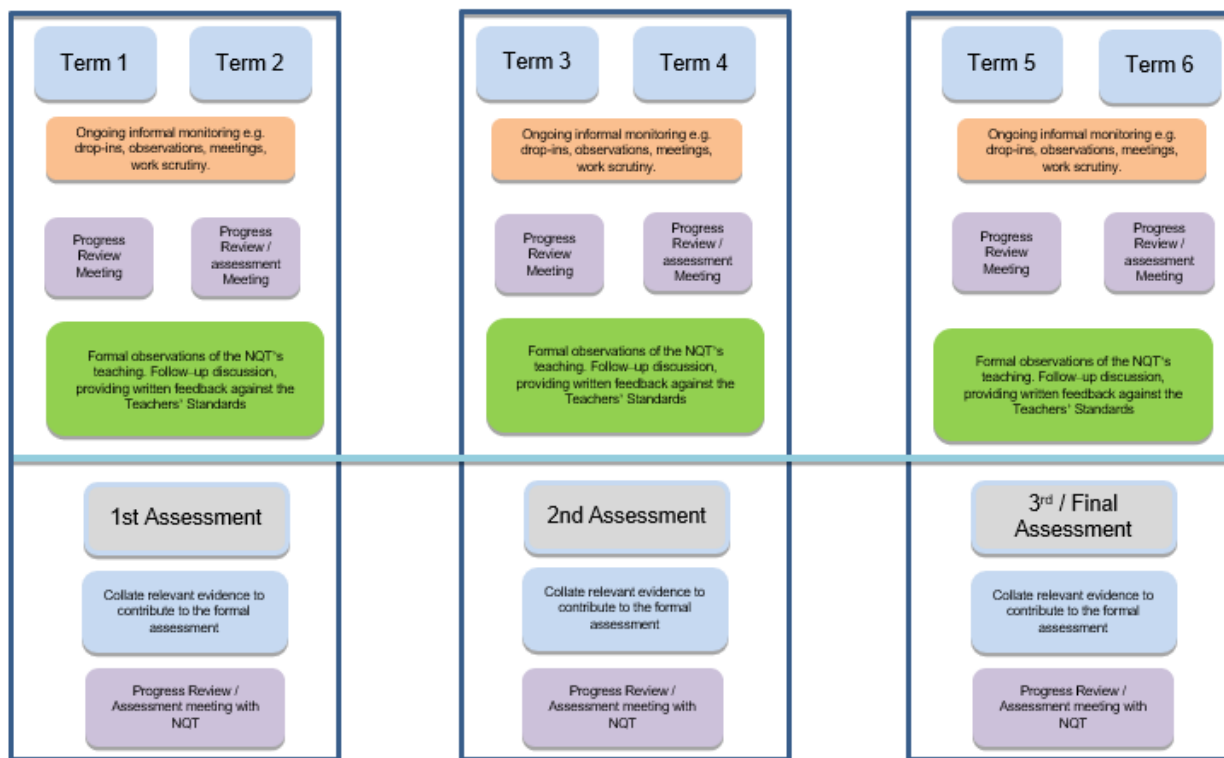 Term 1
Term 2
Ongoing informal monitoring e.g.
drop-ins, observations, meetings,
work scrutiny.
Progress
Review
Meeting
Progress
Review /
assessment
Meeting
Formal observations of the NQT's
teaching. Follow-up discussion,
providing written feedback against the
Teachers' Standards
1st Assessment
Collate relevant evidence to
contribute to the formal
assessment
Progress Review /
Assessment meeting with
NQT
Term 3
Term 4
Ongoing informal monitoring e.g.
drop-ins, observations, meetings,
work scrutiny.
Progress
Review
Meeting
Progress
Review /
assessment
Meeting
Formal observations of the NQT's
teaching. Follow-up discussion,
providing written feedback against the
Teachers' Standards
2nd Assessment
Collate relevant evidence to
contribute to the formal
assessment
Progress Review /
Assessment meeting with
NQT
Term 5
Term 6
Ongoing informal monitoring e.g.
drop-ins, observations, meetings,
work scrutiny.
Progress
Review
Meeting
Progress
Review /
assessment
Meeting
Formal observations of the NQT's
teaching. Follow-up discussion,
providing written feedback against the
Teachers' Standards
3rd / Final
Assessment
Collate relevant evidence to
contribute to the formal
assessment
Progress Review /
Assessment meeting with
NQT